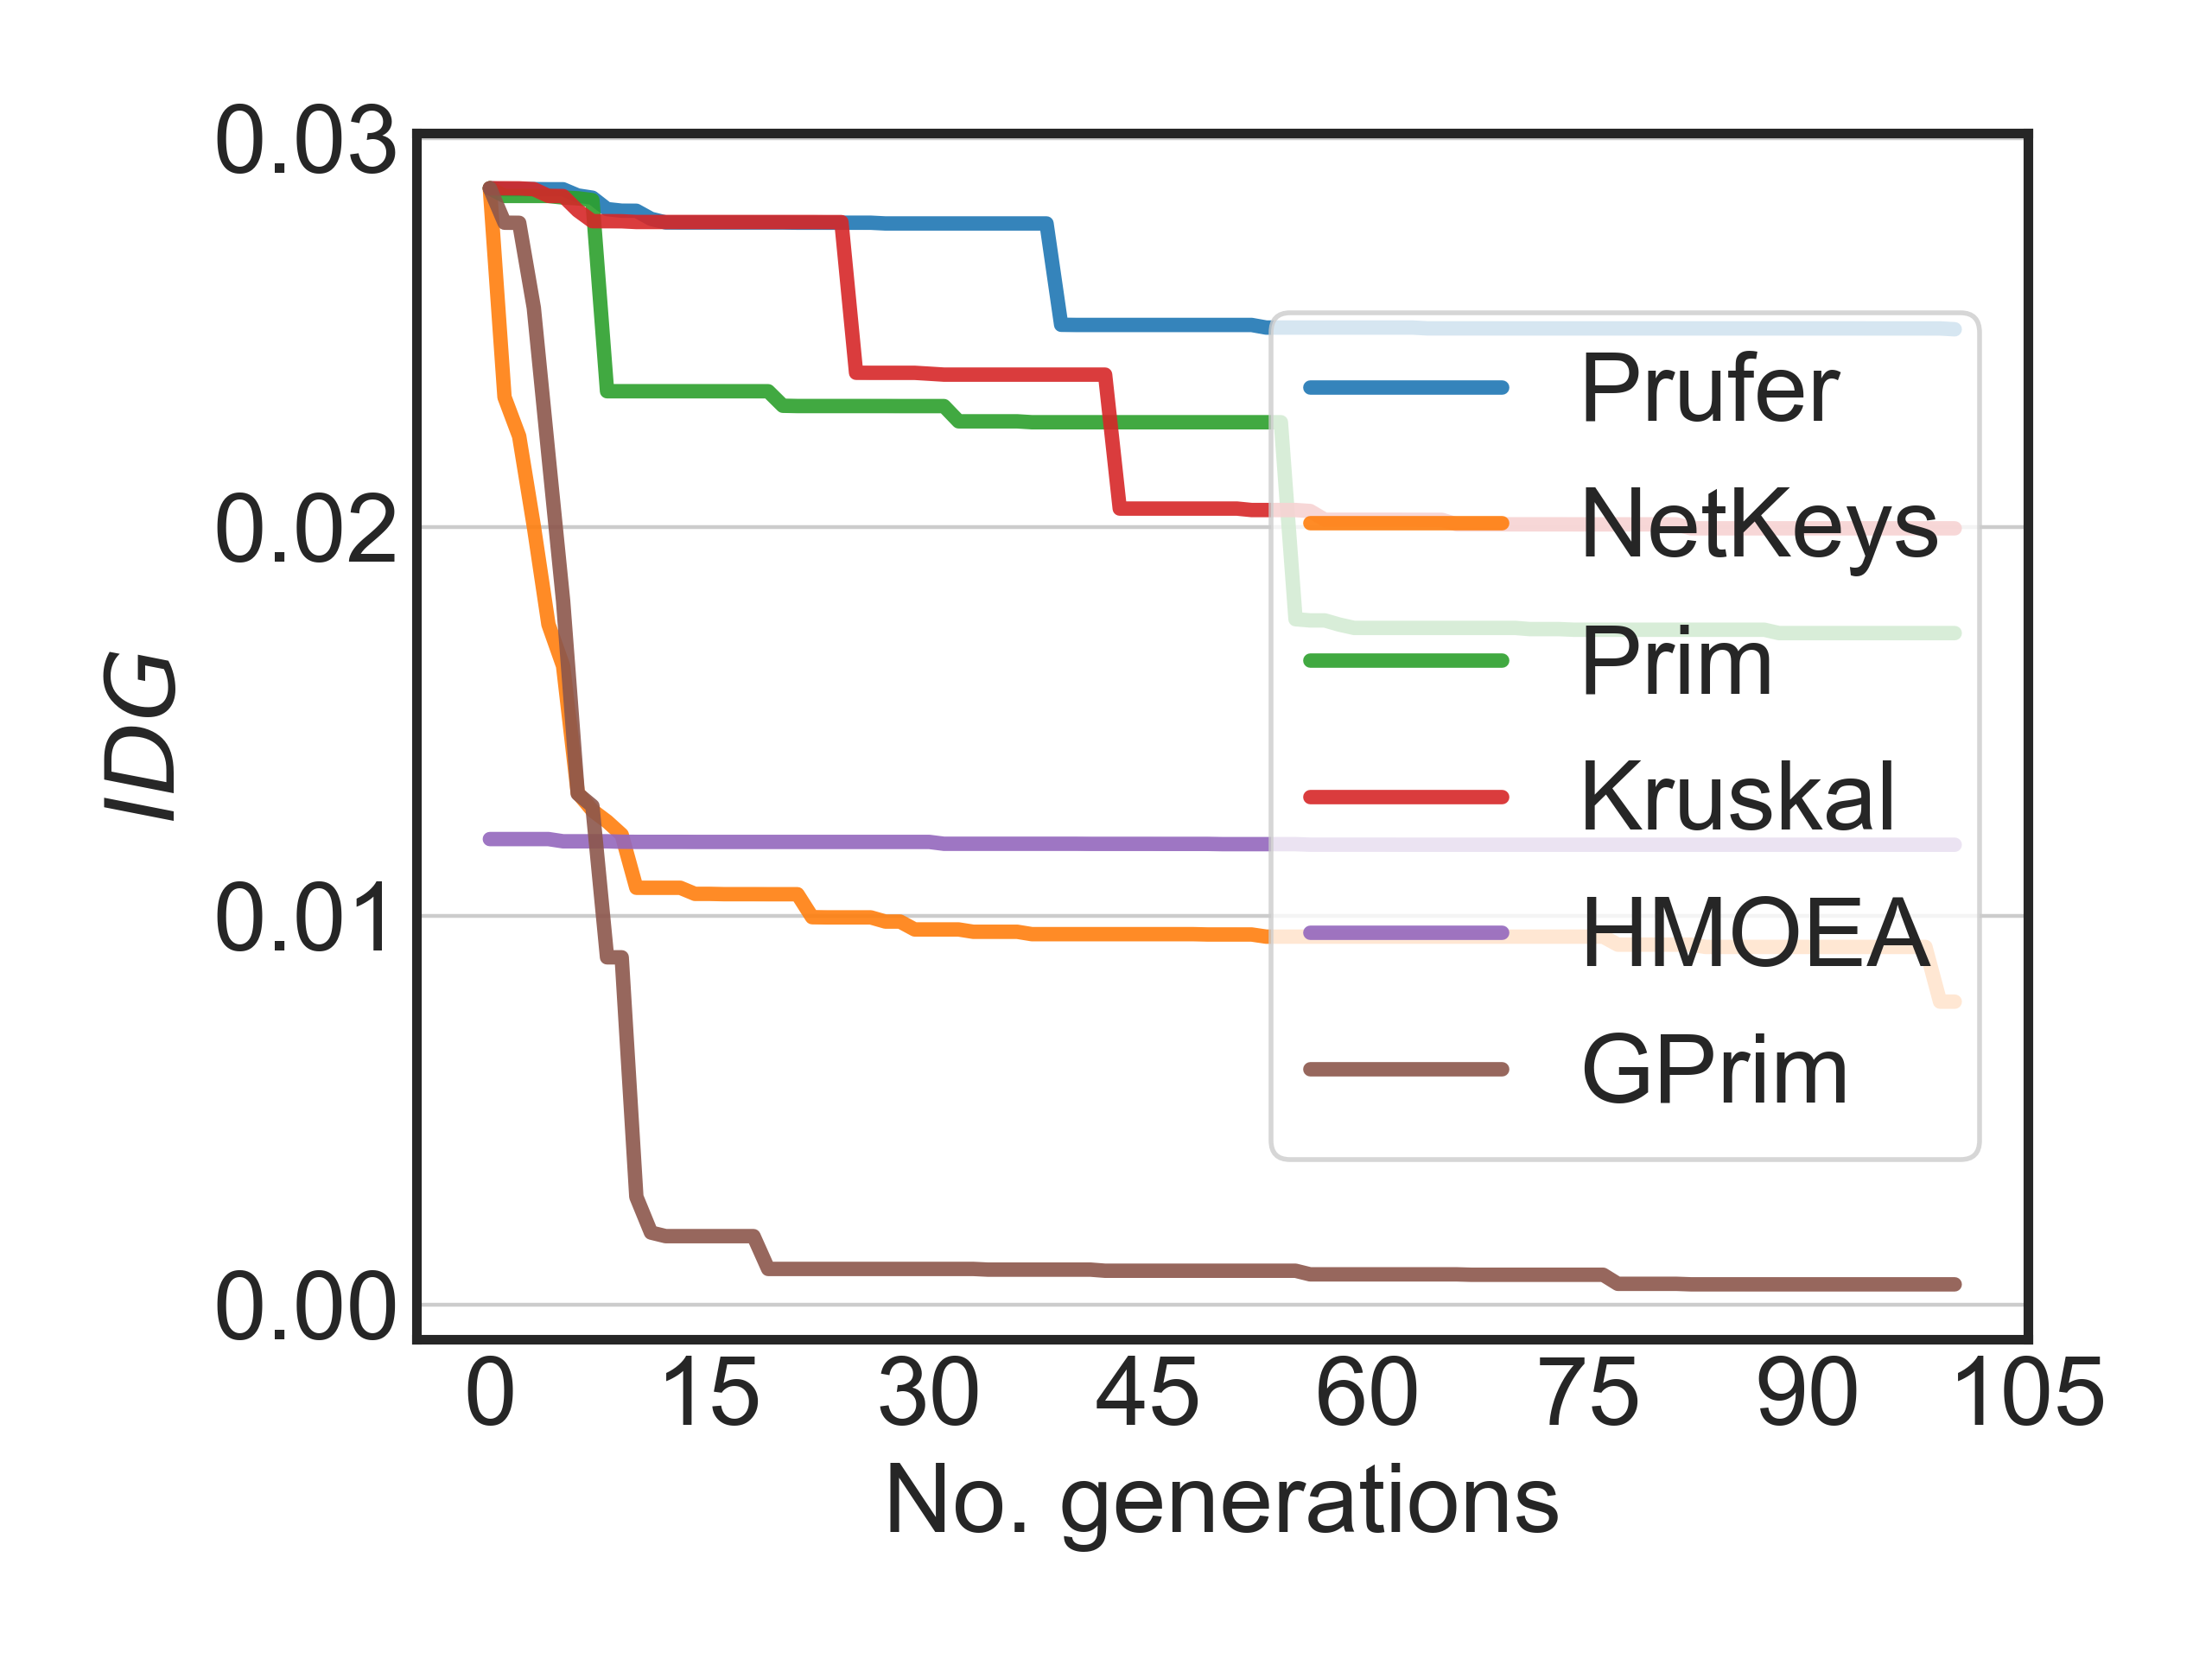 0.03
0.02
0.01
0.00
IDG
0 15 30 45 60 75 90 105
No. generations
Prufer
NetKeys
Prim
Kruskal
HMOEA
GPrim